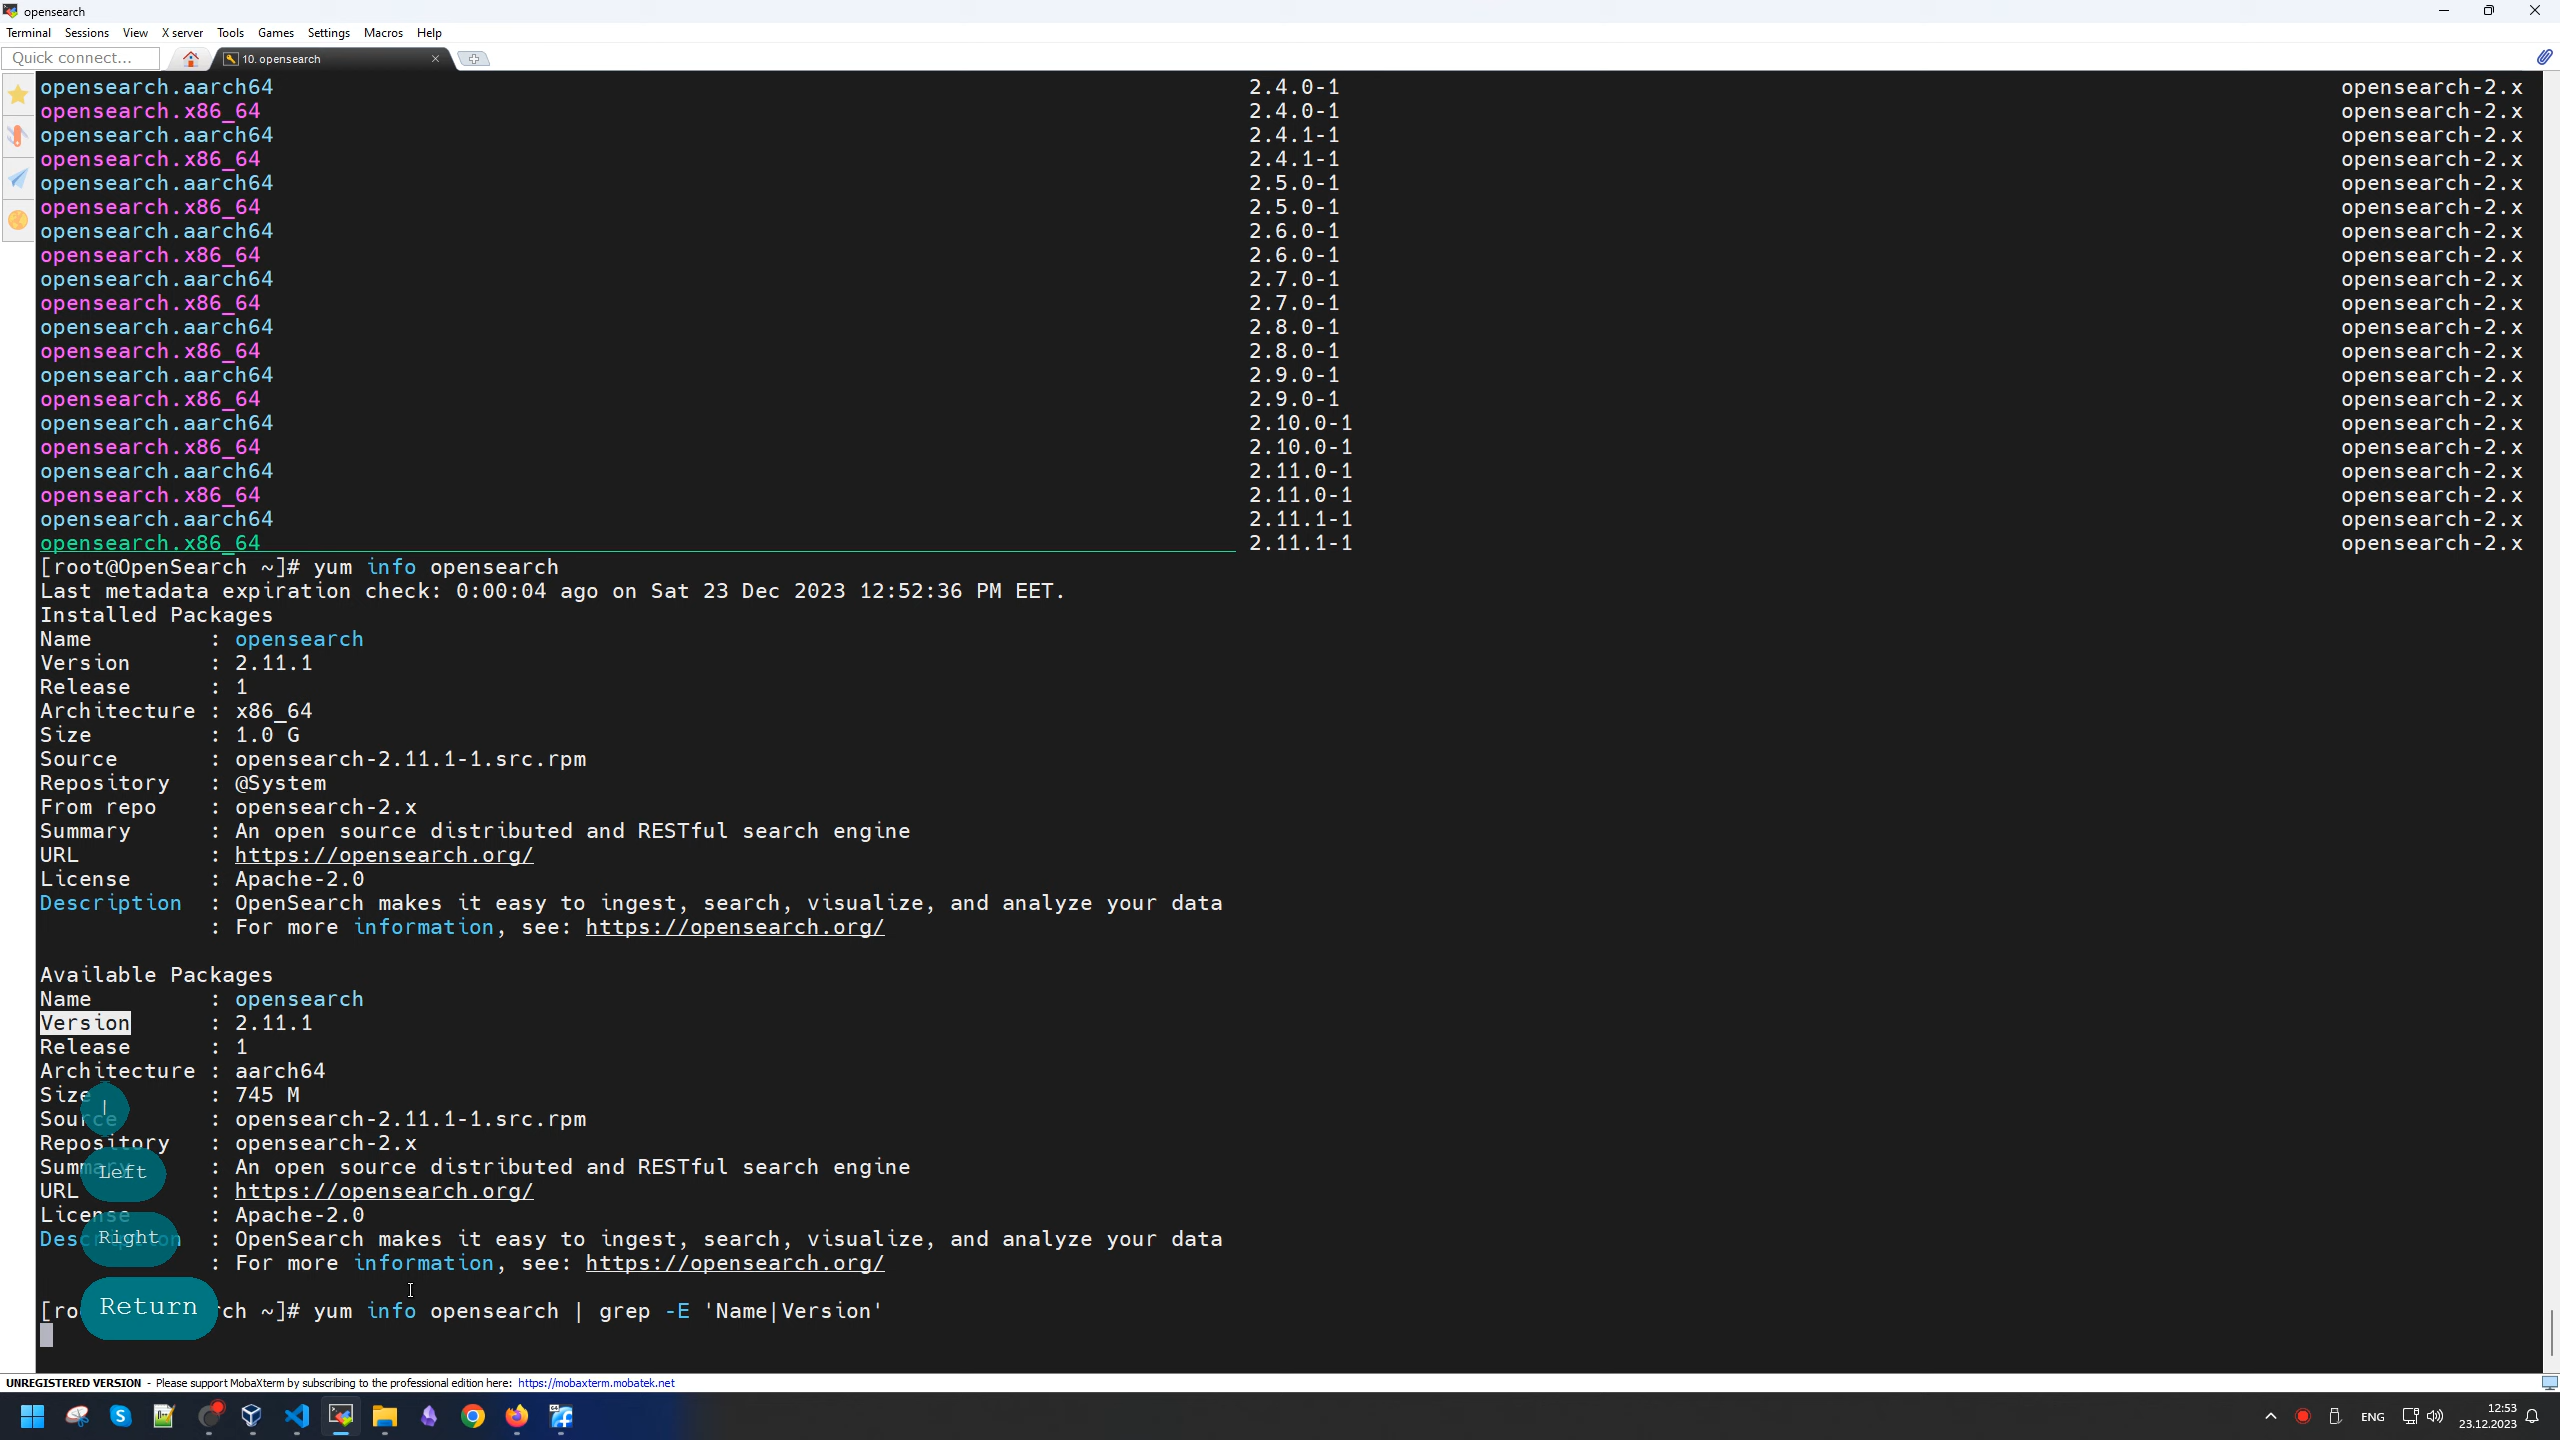 opensearch
Terminal Sessions View X server Tools Games Settings Macros Help
Quick connect...
10. opensearch
opensearch.aarch64 2.4.0-1 opensearch-2.x
opensearch.x86_64 2.4.0-1 opensearch-2.x
opensearch.aarch64 2.4.1-1 opensearch-2.x
opensearch.x86_64 2.4.1-1 opensearch-2.x
opensearch.aarch64 2.5.0-1 opensearch-2.x
opensearch.x86_64 2.5.0-1 opensearch-2.x
opensearch.aarch64 2.6.0-1 opensearch-2.x
opensearch.x86_64 2.6.0-1 opensearch-2.x
opensearch.aarch64 2.7.0-1 opensearch-2.x
opensearch.x86_64 2.7.0-1 opensearch-2.x
opensearch.aarch64 2.8.0-1 opensearch-2.x
opensearch.x86_64 2.8.0-1 opensearch-2.x
opensearch.aarch64 2.9.0-1 opensearch-2.x
opensearch.x86_64 2.9.0-1 opensearch-2.x
opensearch.aarch64 2.10.0-1 opensearch-2.x
opensearch.x86_64 2.10.0-1 opensearch-2.x
opensearch.aarch64 2.11.0-1 opensearch-2.x
opensearch.x86_64 2.11.0-1 opensearch-2.x
opensearch.aarch64 2.11.1-1 opensearch-2.x
opensearch.x86_64 2.11.1-1 opensearch-2.x
[root@OpenSearch ~]# yum info opensearch
Last metadata expiration check: 0:00:04 ago on Sat 23 Dec 2023 12:52:36 PM EET.
Installed Packages
Name : opensearch
Version : 2.11.1
Release : 1
Architecture : x86_64
Size : 1.0 G
Source : opensearch-2.11.1-1.src.rpm
Repository : @System
From repo : opensearch-2.x
Summary : An open source distributed and RESTful search engine
URL : https://opensearch.org/
License : Apache-2.0
Description : OpenSearch makes it easy to ingest, search, visualize, and analyze your data
: For more information, see: https://opensearch.org/
Available Packages
Name : opensearch
Version : 2.11.1
Release : 1
Architecture : aarch64
Size : 745 M
|
Source : opensearch-2.11.1-1.src.rpm
Repository : opensearch-2.x
Summary : An open source distributed and RESTful search engine
Left
URL : https://opensearch.org/
License : Apache-2.0
Description : OpenSearch makes it easy to ingest, search, visualize, and analyze your data
Right
: For more information, see: https://opensearch.org/
Return
[ro ch ~]# yum info opensearch | grep -E 'Name|Version'
UNREGISTERED VERSION - Please support MobaXterm by subscribing to the professional edition here: https://mobaxterm.mobatek.net
ENG
12:53
23.12.2023